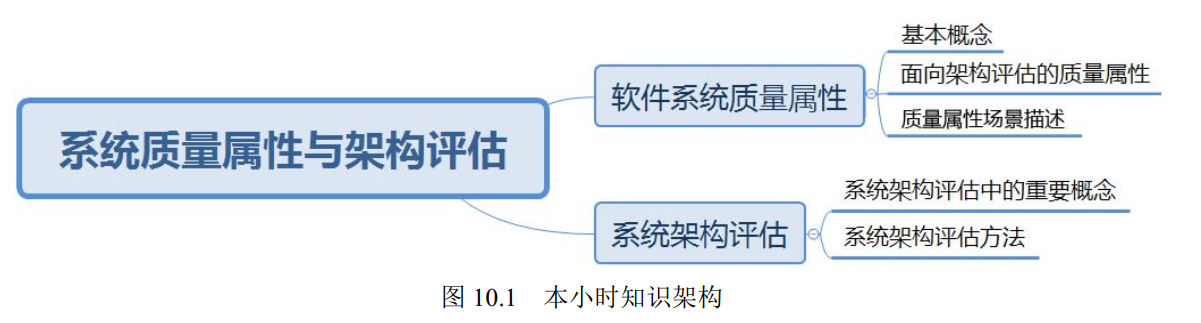 系统质量属性与架构评估
软件系统质量属性
基本概念
面向架构评估的质量属性
质量属性场景描述
系统架构评估
系统架构评估中的重要概念
系统架构评估方法
图 10.1 本小时知识架构